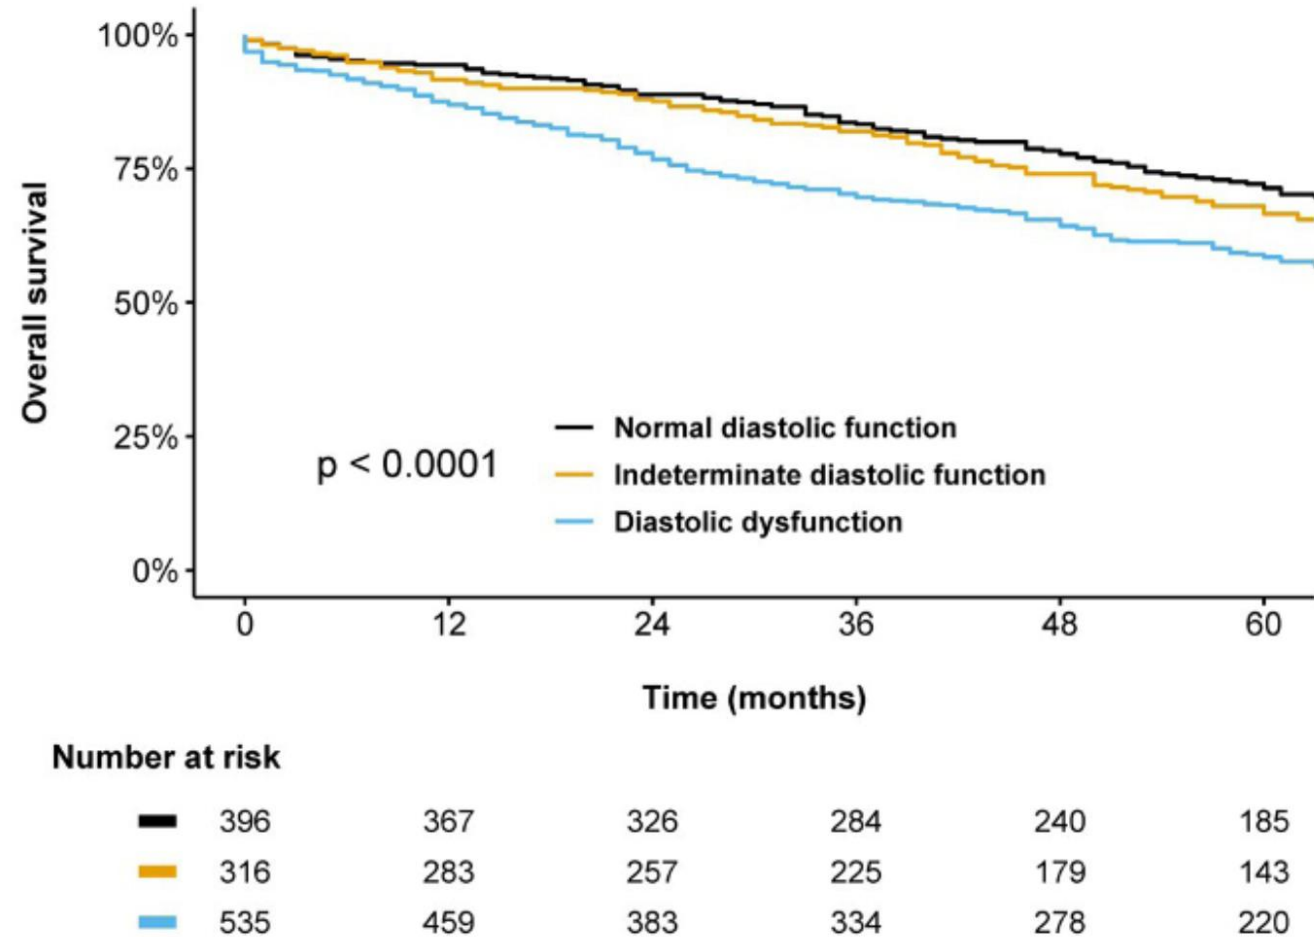 100%
75%
50%
25%
0%
Overall survival
p < 0.0001
Normal diastolic function
Indeterminate diastolic function
Diastolic dysfunction
0 12 24 36 48 60
Time (months)
Number at risk
396 367 326 284 240 185
316 283 257 225 179 143
535 459 383 334 278 220